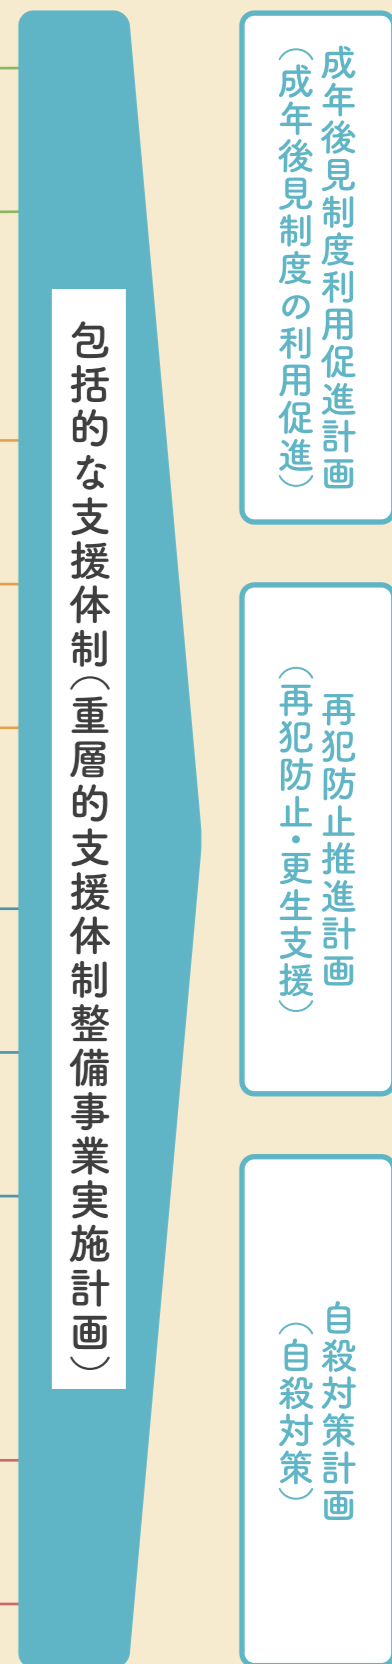 包括的な支援体制(重層的支援体制整備事業実施計画)
成年後見制度利用促進計画
(成年後見制度の利用促進)
再犯防止推進計画
(再犯防止・更生支援)
自殺対策計画
(自殺対策)